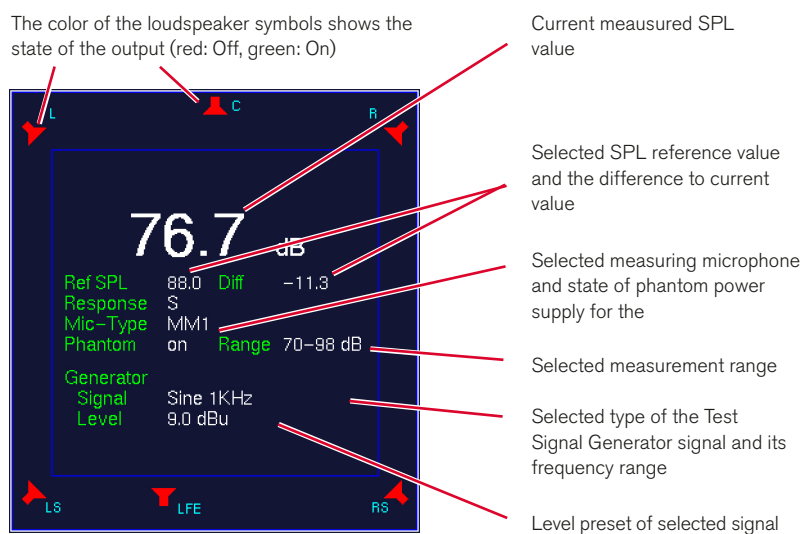 The color of the loudspeaker symbols shows the
state of the output (red: Off, green: On)
Current meausured SPL
value
L
C
R
Selected SPL reference value
and the difference to current
value
76.7 dB
Ref SPL 88.0 Diff -11.3
Response S
Mic-Type MM1
Phantom on Range 70-98 dB
Selected measuring microphone
and state of phantom power
supply for the
Selected measurement range
Generator
Signal Sine 1KHz
Level 9.0 dBu
Selected type of the Test
Signal Generator signal and its
frequency range
LS
LFE
RS
Level preset of selected signal